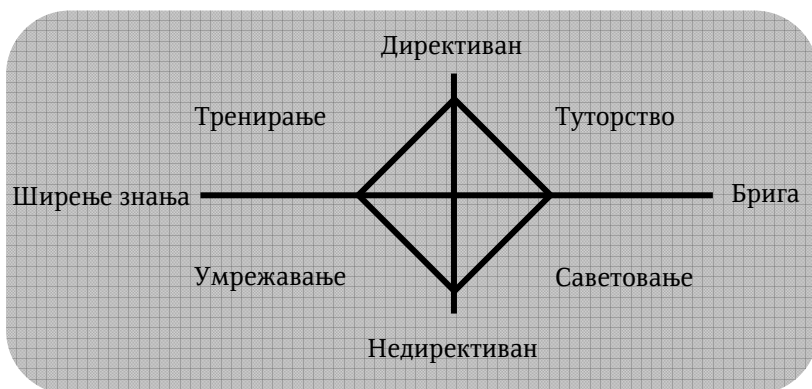 Директиван
Тренирање
Туторство
Ширење знања
Брига
Умрежавање
Саветовање
Недирективан